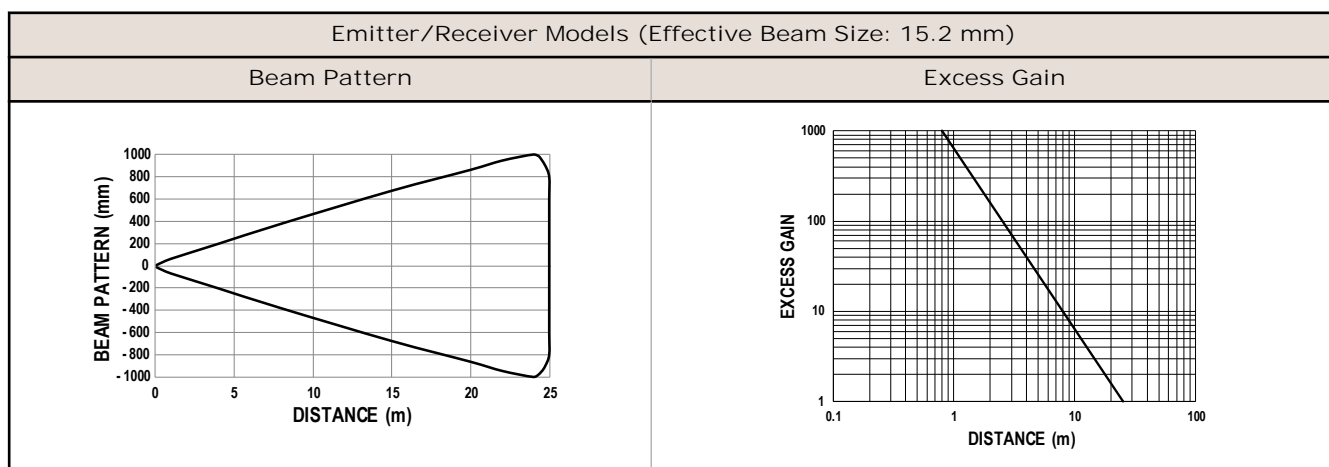 Emitter/Receiver Models (Effective Beam Size: 15.2 mm)
Beam Pattern
Excess Gain
BEAM PATTERN (mm)
1000
800
600
400
200
0
-200
-400
-600
-800
-1000
0 5 10 15 20 25
DISTANCE (m)
EXCESS GAIN
1000
100
10
1
0.1 1 10 100
DISTANCE (m)